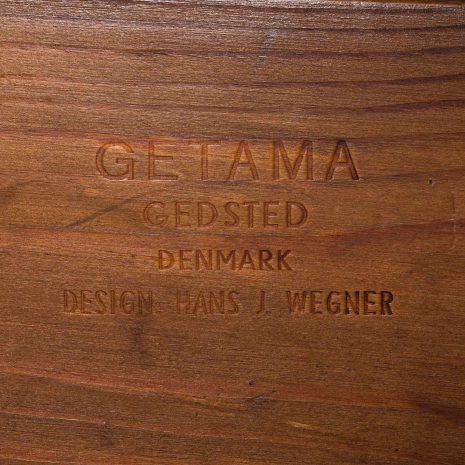 GETAMA
GEDSTED
DENMARK
DESIGN: HANS J. WEGNER